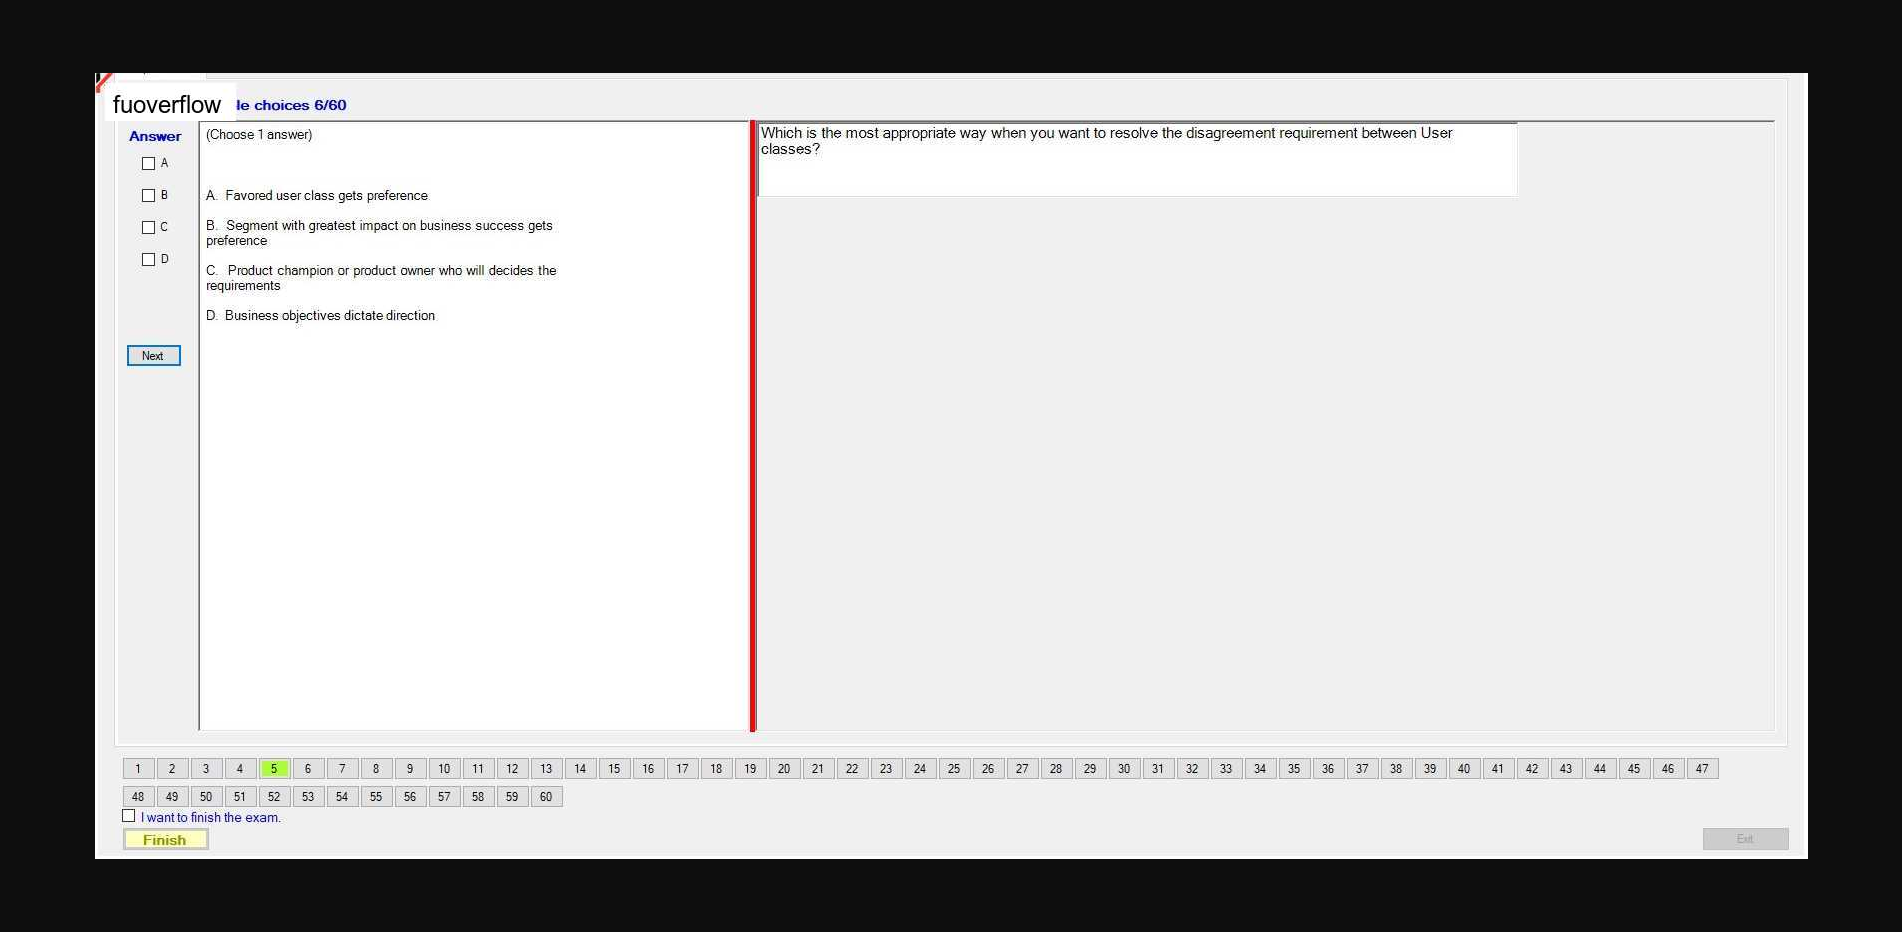 fuoverflow le choices 6/60
Answer
A
B
C
D
Next
(Choose 1 answer)
A. Favored user class gets preference
B. Segment with greatest impact on business success gets
preference
C. Product champion or product owner who will decides the
requirements
D. Business objectives dictate direction
Which is the most appropriate way when you want to resolve the disagreement requirement between User
classes?
1 2 3 4 5 6 7 8 9 10 11 12 13 14 15 16 17 18 19 20 21 22 23 24 25 26 27 28 29 30 31 32 33 34 35 36 37 38 39 40 41 42 43 44 45 46 47
48 49 50 51 52 53 54 55 56 57 58 59 60
I want to finish the exam.
Finish
Exit